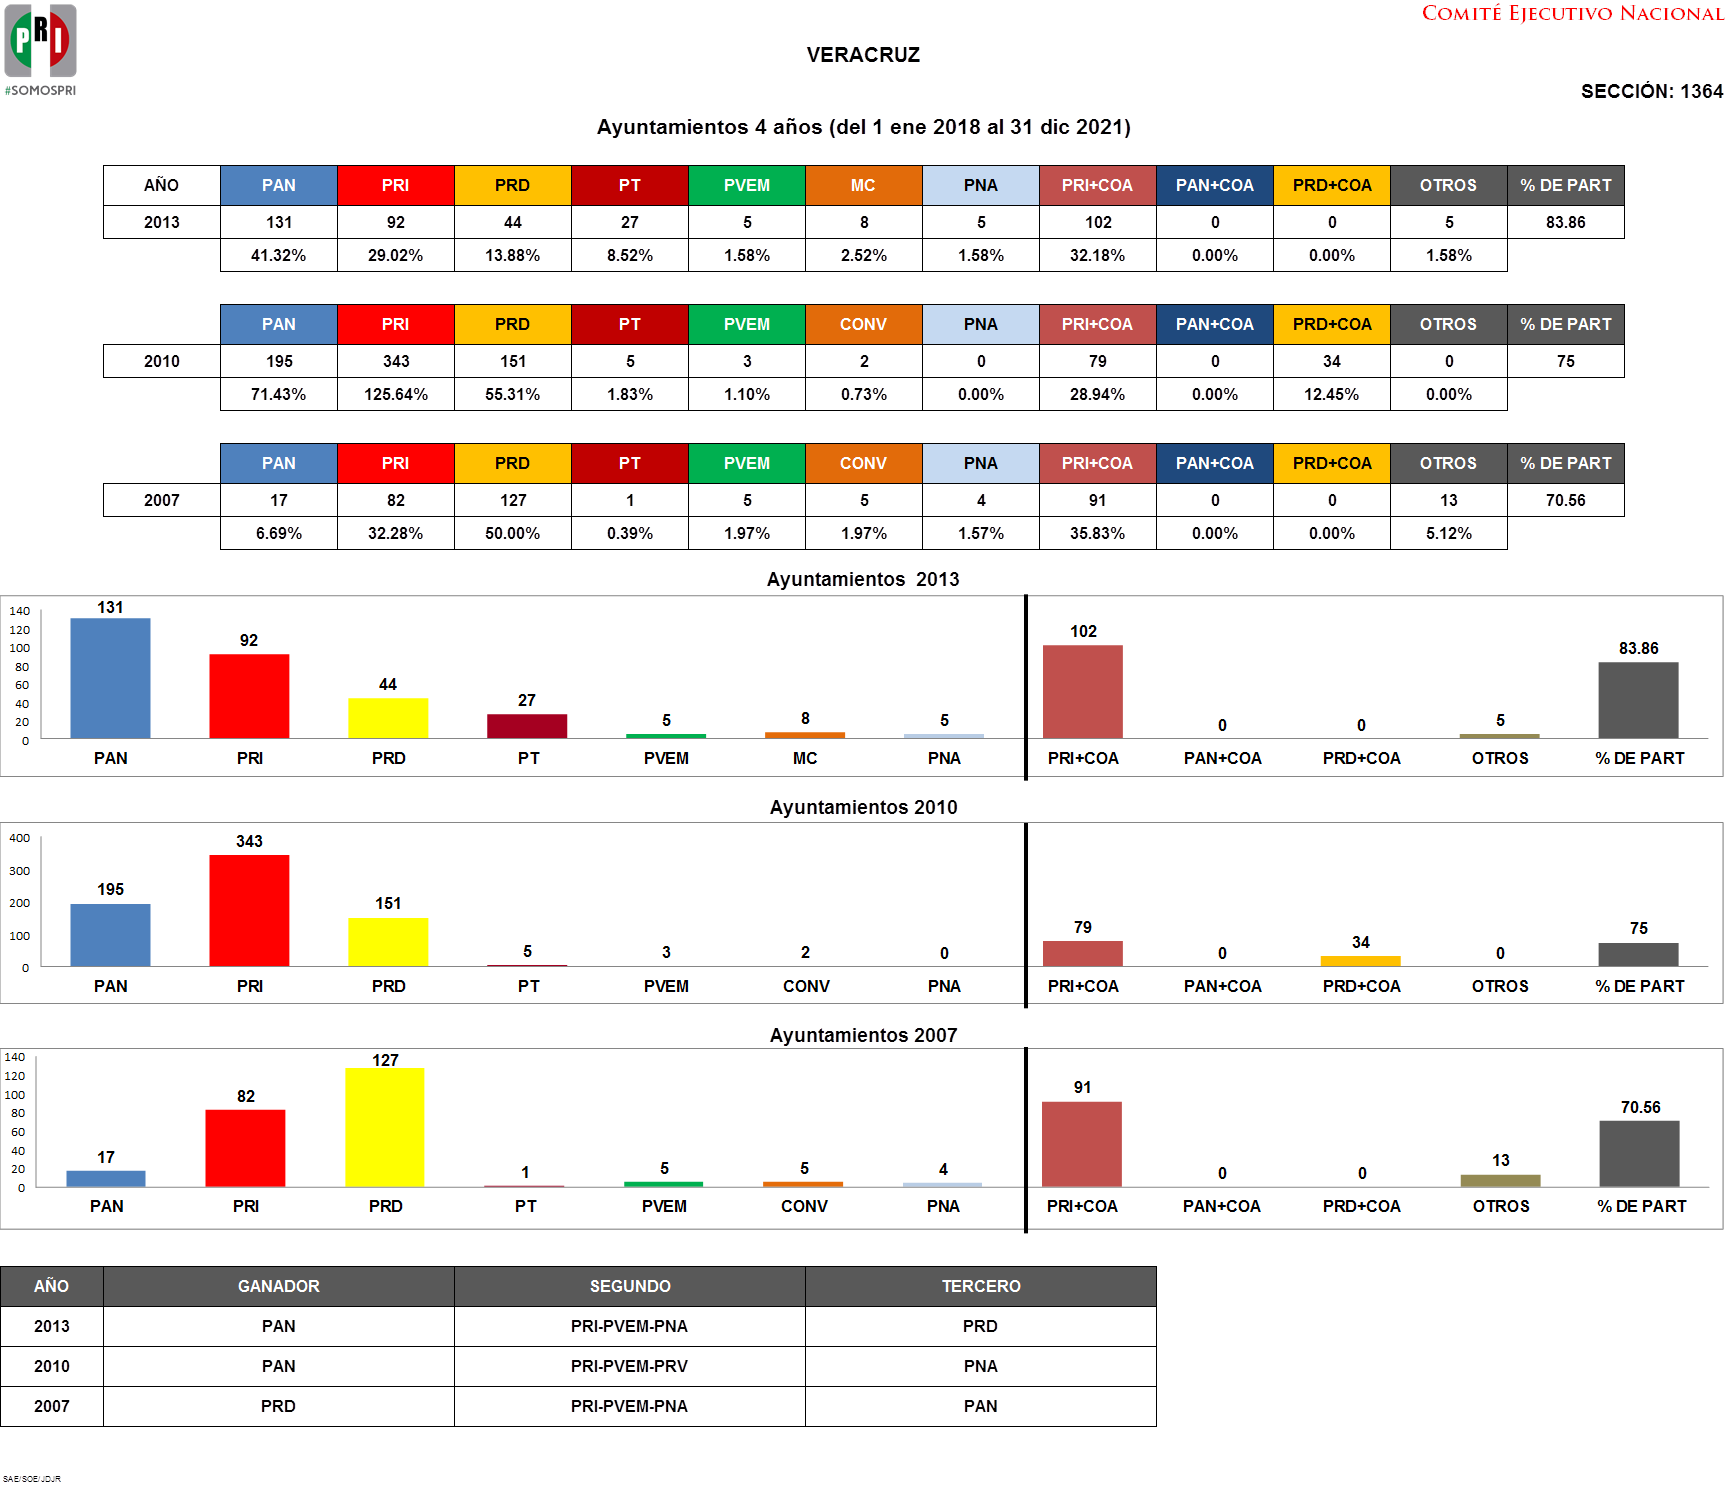 PRI
COMITÉ EJECUTIVO NACIONAL
VERACRUZ
#SOMOSPRI
SECCIÓN: 1364
Ayuntamientos 4 años (del 1 ene 2018 al 31 dic 2021)
AÑO PAN PRI PRD PT PVEM MC PNA PRI+COA PAN+COA PRD+COA OTROS % DE PART
2013 131 92 44 27 5 8 5 102 0 0 5 83.86
41.32% 29.02% 13.88% 8.52% 1.58% 2.52% 1.58% 32.18% 0.00% 0.00% 1.58%
PAN PRI PRD PT PVEM CONV PNA PRI+COA PAN+COA PRD+COA OTROS % DE PART
2010 195 343 151 5 3 2 0 79 0 34 0 75
71.43% 125.64% 55.31% 1.83% 1.10% 0.73% 0.00% 28.94% 0.00% 12.45% 0.00%
PAN PRI PRD PT PVEM CONV PNA PRI+COA PAN+COA PRD+COA OTROS % DE PART
2007 17 82 127 1 5 5 4 91 0 0 13 70.56
6.69% 32.28% 50.00% 0.39% 1.97% 1.97% 1.57% 35.83% 0.00% 0.00% 5.12%
Ayuntamientos 2013
140
120
100
80
60
40
20
0
131 92 44 27 5 8 5 102 0 0 5 83.86
PAN PRI PRD PT PVEM MC PNA PRI+COA PAN+COA PRD+COA OTROS % DE PART
Ayuntamientos 2010
400
300
200
100
0
195 343 151 5 3 2 0 79 0 34 0 75
PAN PRI PRD PT PVEM CONV PNA PRI+COA PAN+COA PRD+COA OTROS % DE PART
Ayuntamientos 2007
140
120
100
80
60
40
20
0
17 82 127 1 5 5 4 91 0 0 13 70.56
PAN PRI PRD PT PVEM CONV PNA PRI+COA PAN+COA PRD+COA OTROS % DE PART
AÑO GANADOR SEGUNDO TERCERO
2013 PAN PRI-PVEM-PNA PRD
2010 PAN PRI-PVEM-PRV PNA
2007 PRD PRI-PVEM-PNA PAN
SAE/SOE/JDJR